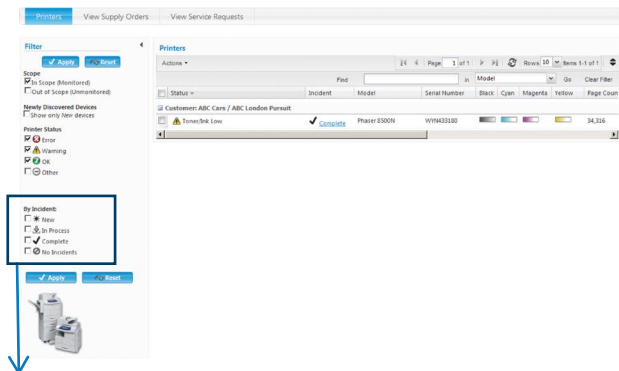 Printers View Supply Orders View Service Requests
Filter
Apply Reset
Scope
In Scope (Monitored)
Out of Scope (Unmonitored)
Newly Discovered Devices
Show only New devices
Printer Status
Error
Warning
OK
Other
By Incident:
New
In Process
Complete
No Incidents
Apply Reset
Printers
Actions Page 1 of 1 Rows 10 Items 1-1 of 1
Find in Model Go Clear Filter
Status Incident Model Serial Number Black Cyan Magenta Yellow Page Coun
Customer: ABC Cars / ABC London Pursuit
Toner/Ink Low Complete Phaser 8500N WYN433180 34,316